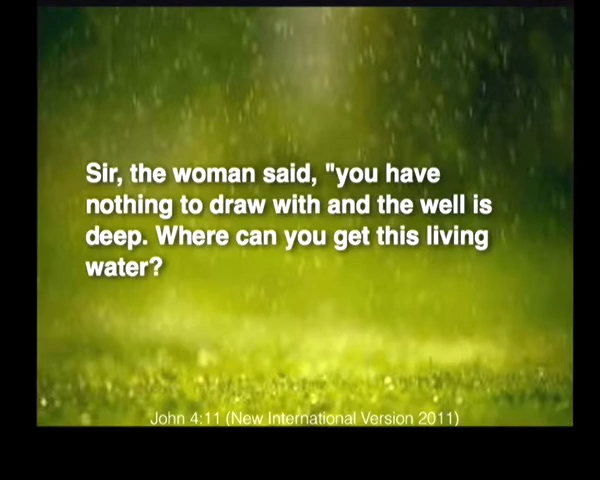 Sir, the woman said, "you have
nothing to draw with and the well is
deep. Where can you get this living
water?
John 4:11 (New International Version 2011)